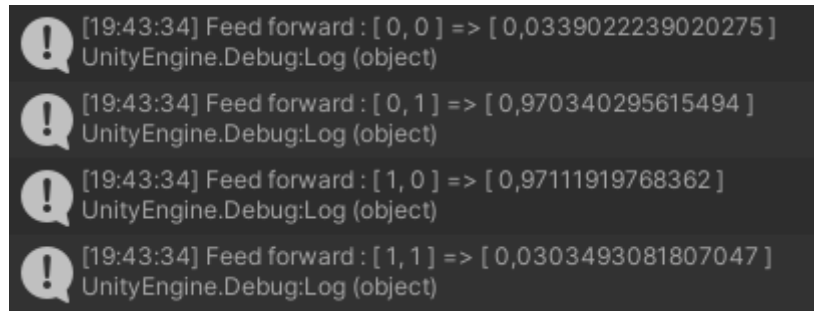 [19:43:34] Feed forward : [ 0, 0 ] => [ 0,0339022239020275 ]
UnityEngine.Debug:Log (object)
[19:43:34] Feed forward : [ 0, 1 ] => [ 0,970340295615494 ]
UnityEngine.Debug:Log (object)
[19:43:34] Feed forward : [ 1, 0 ] => [ 0,97111919768362 ]
UnityEngine.Debug:Log (object)
[19:43:34] Feed forward : [ 1, 1 ] => [ 0,0303493081807047 ]
UnityEngine.Debug:Log (object)